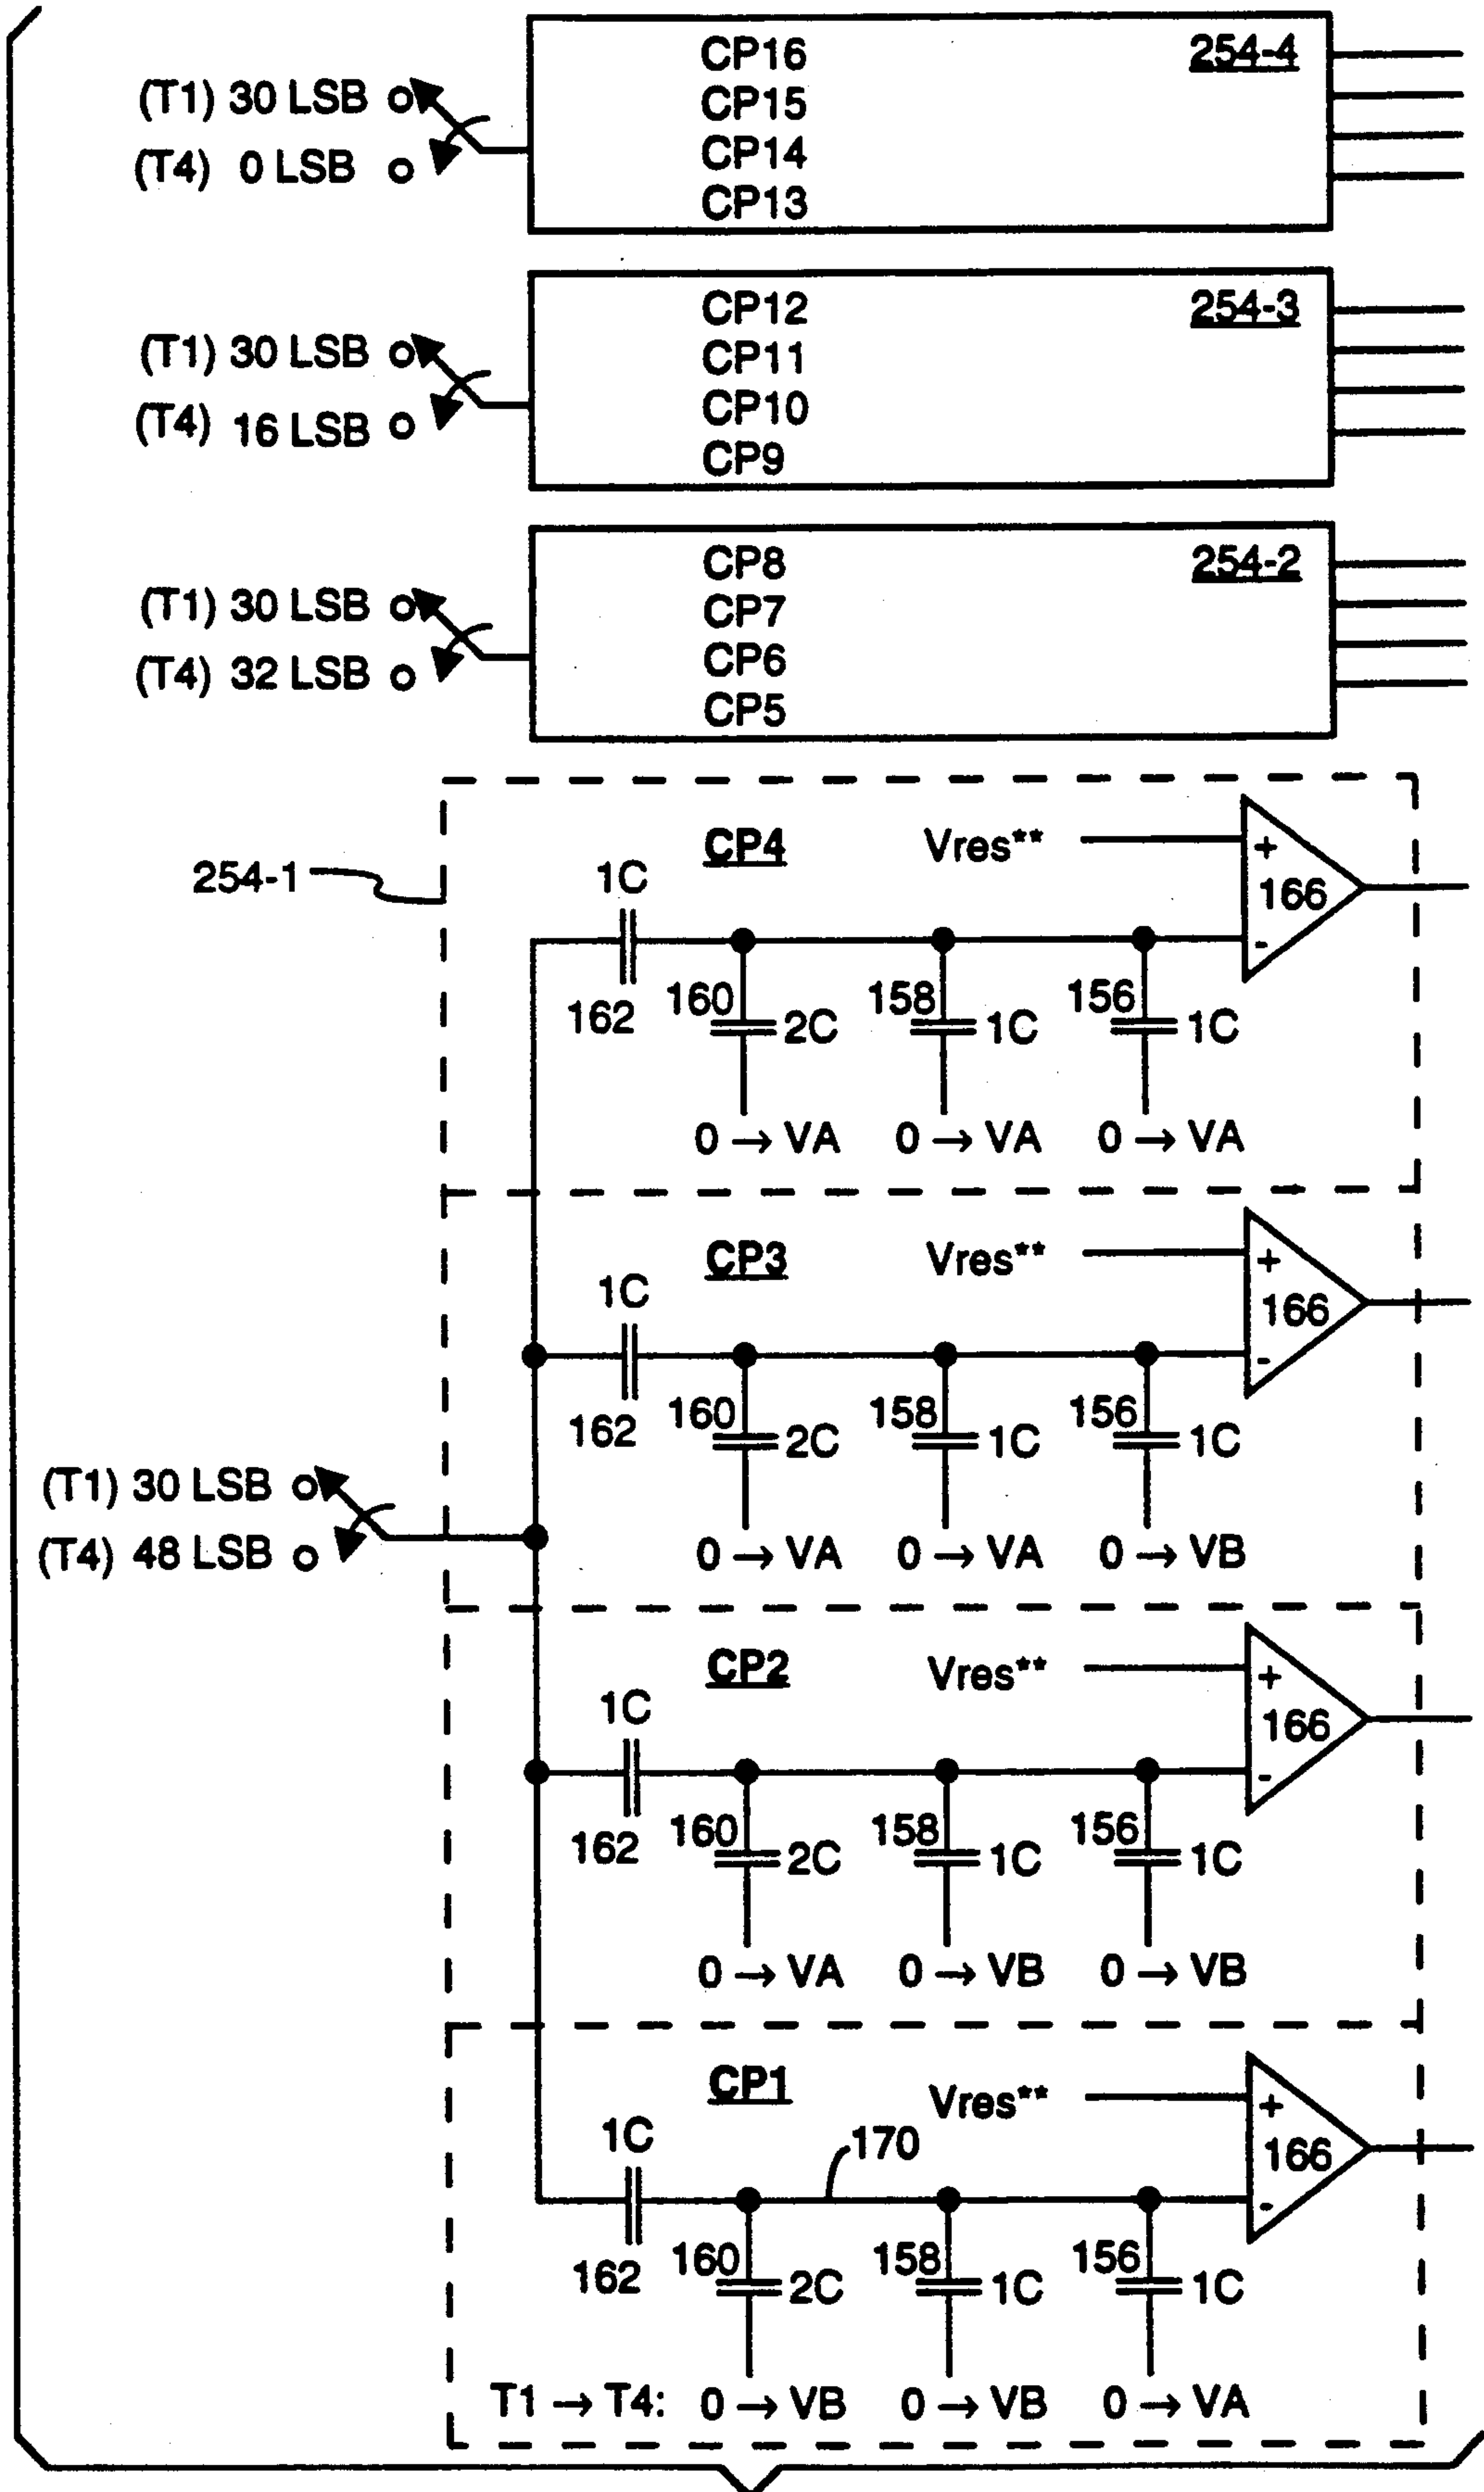 CP16
254-4
(T1) 30 LSB
CP15
CP14
(T4) 0 LSB
CP13
CP12
254-3
(T1) 30 LSB
CP11
CP10
(T4) 16 LSB
CP9
CP8
254-2
(T1) 30 LSB
CP7
CP6
(T4) 32 LSB
CP5
254-1
CP4
Vres**
+
166
-
1C
162
160
2C
158
1C
156
1C
0 → VA
0 → VA
0 → VA
CP3
Vres**
+
166
-
1C
162
160
2C
158
1C
156
1C
0 → VA
0 → VA
0 → VB
(T1) 30 LSB
(T4) 48 LSB
CP2
Vres**
+
166
-
1C
162
160
2C
158
1C
156
1C
0 → VA
0 → VB
0 → VB
CP1
Vres**
+
166
-
1C
170
162
160
2C
158
1C
156
1C
T1 → T4: 0 → VB 0 → VB 0 → VA